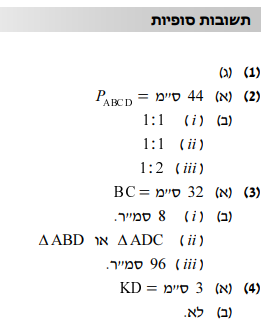 תשובות סופיות
(1) (ג)
(2) (א) 44 ס״מ = P_ABCD
(ב) (i) 1:1
(ii) 1:1
(iii) 1:2
(3) (א) 32 ס״מ = BC
(ב) (i) 8 סמ״ר.
(ii) ΔADC או ΔABD
(iii) 96 סמ״ר.
(4) (א) 3 ס״מ = KD
(ב) לא.